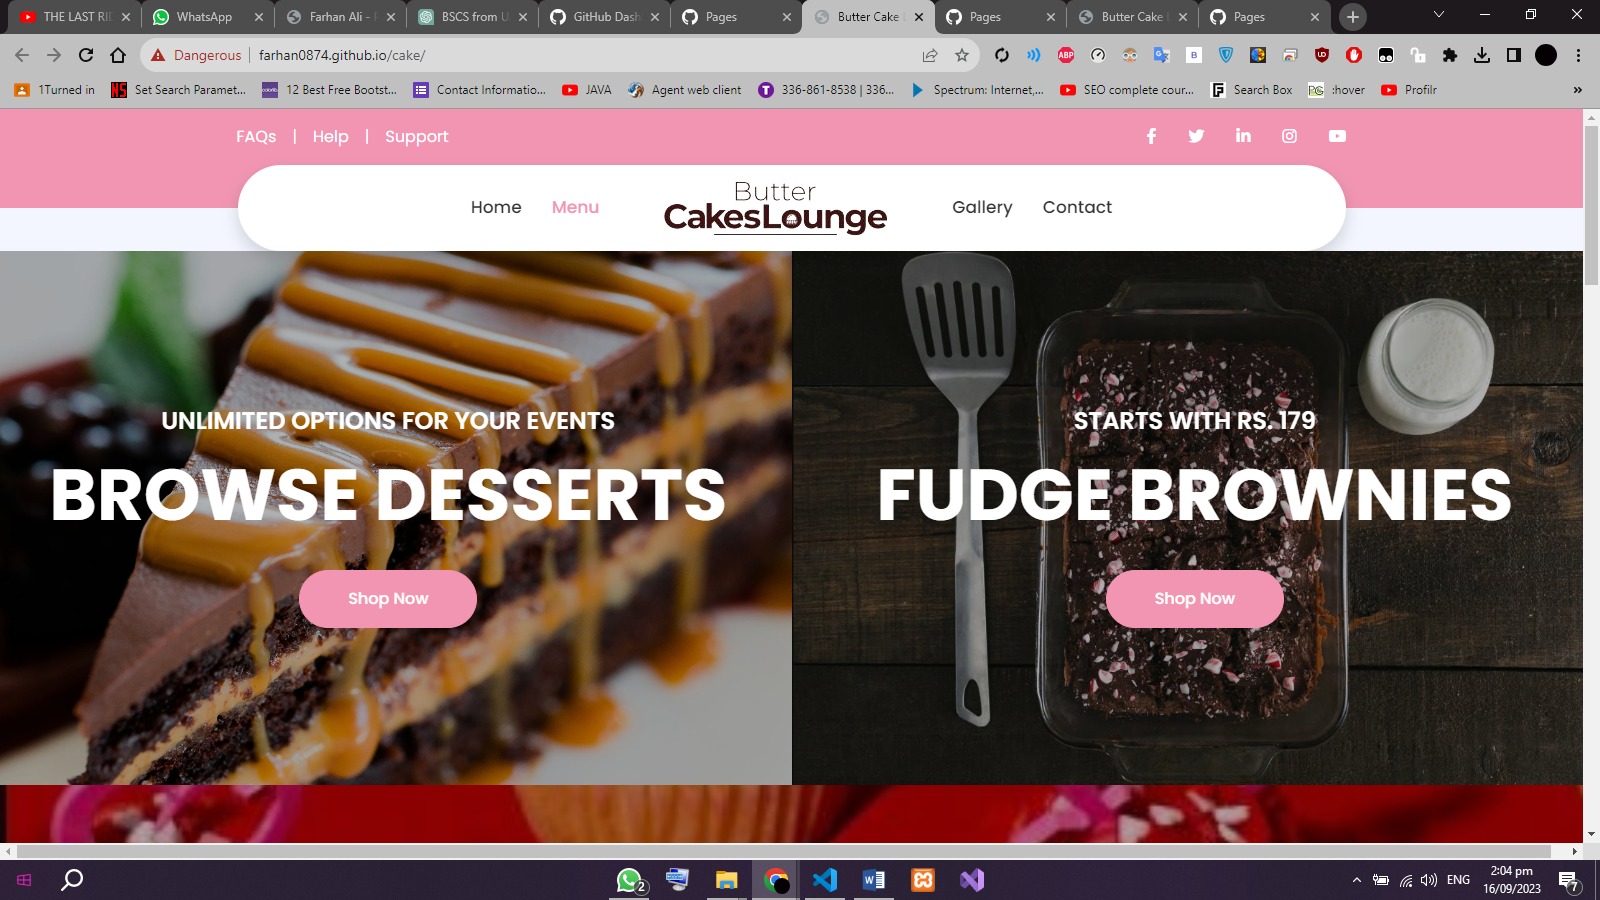 THE LAST RI
WhatsApp
Farhan Ali -
BSCS from U
GitHub Dash
Pages
Butter Cake
Pages
Butter Cake
Pages
Dangerous
farhan0874.github.io/cake/
1Turned in
Set Search Paramet...
12 Best Free Bootst...
Contact Informatio...
JAVA
Agent web client
336-861-8538 | 336...
Spectrum: Internet,...
SEO complete cour...
Search Box
:hover
Profilr
FAQs | Help | Support
Home
Menu
Butter
CakesLounge
Gallery
Contact
UNLIMITED OPTIONS FOR YOUR EVENTS
BROWSE DESSERTS
Shop Now
STARTS WITH RS. 179
FUDGE BROWNIES
Shop Now
2
ENG
2:04 pm
16/09/2023
7